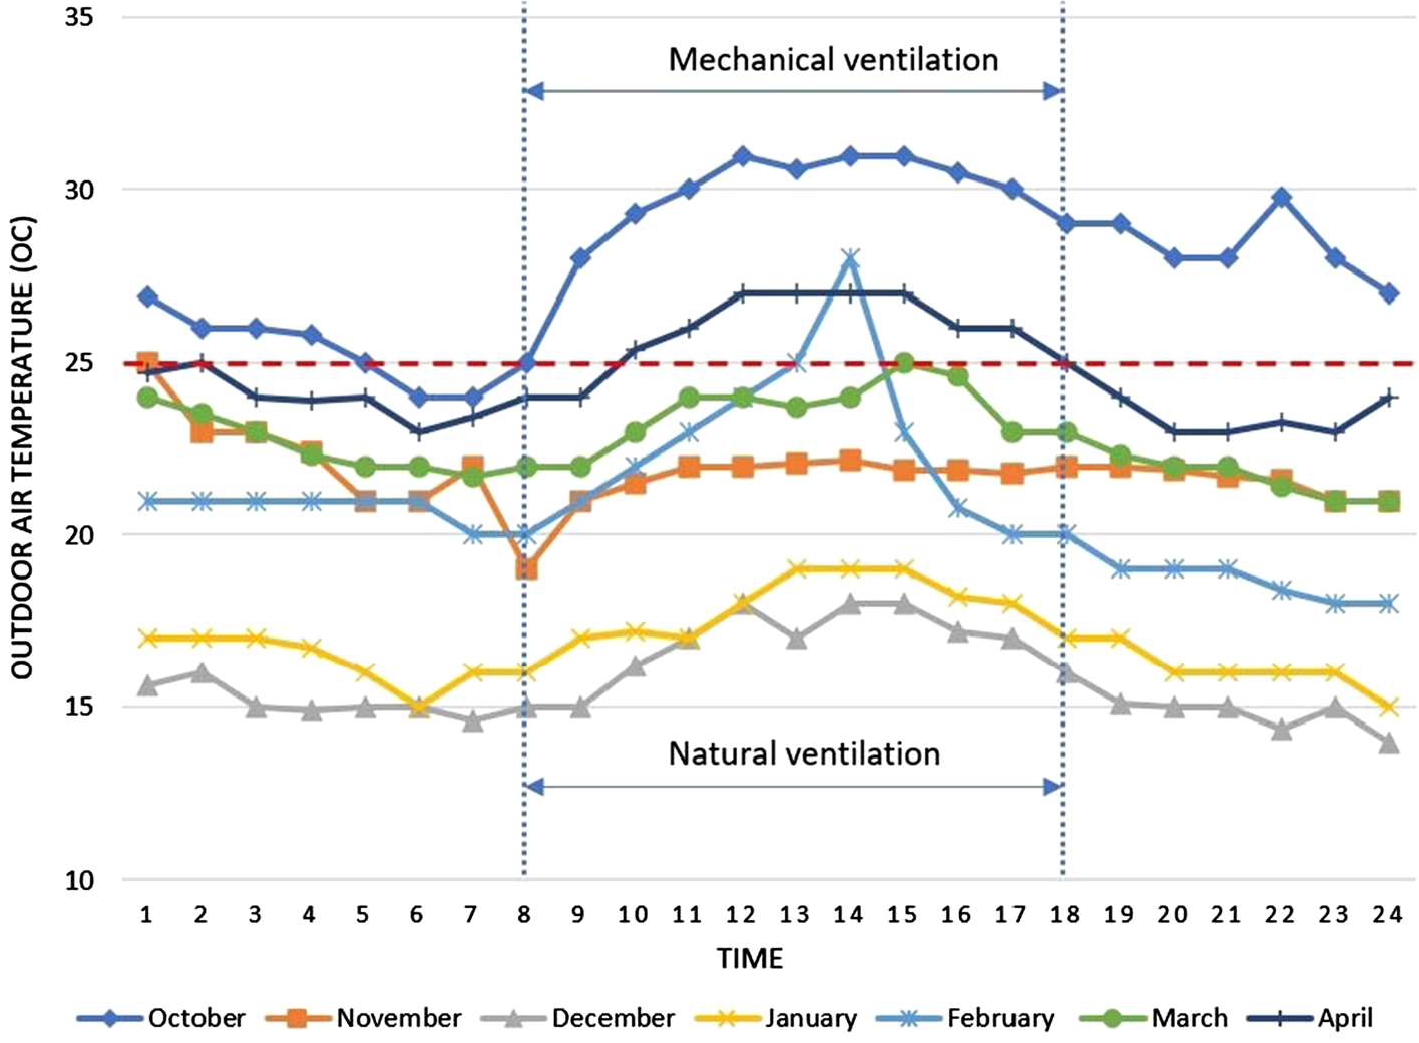 35
Mechanical ventilation
30
25
20
15
Natural ventilation
10
OUTDOOR AIR TEMPERATURE (OC)
1 2 3 4 5 6 7 8 9 10 11 12 13 14 15 16 17 18 19 20 21 22 23 24
TIME
October November December January February March April